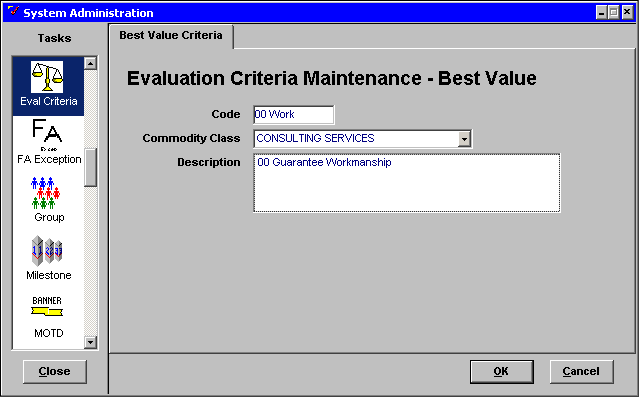 System Administration
Tasks
Eval Criteria
FA
FA Exception
Group
Milestone
BANNER
MOTD
Close
Best Value Criteria
Evaluation Criteria Maintenance - Best Value
Code 00 Work
Commodity Class CONSULTING SERVICES
Description 00 Guarantee Workmanship
OK Cancel